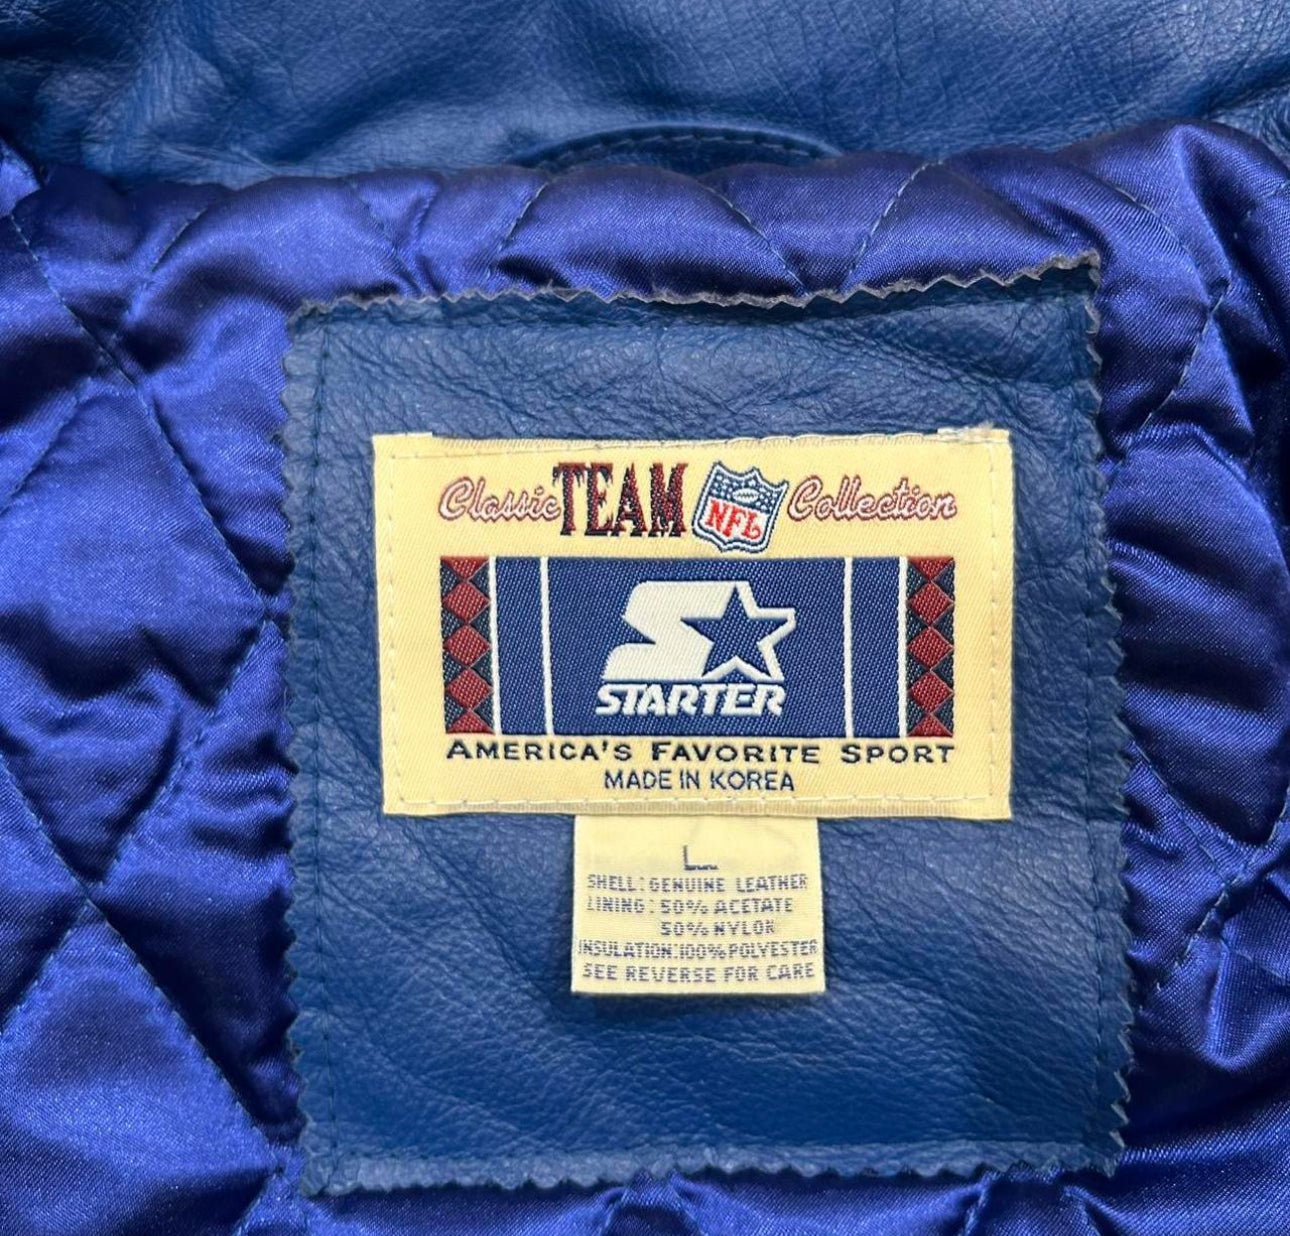 Classic TEAM NFL Collection
STARTER
AMERICA'S FAVORITE SPORT
MADE IN KOREA
L
SHELL: GENUINE LEATHER
LINING: 50% ACETATE
50% NYLON
INSULATION: 100% POLYESTER
SEE REVERSE FOR CARE